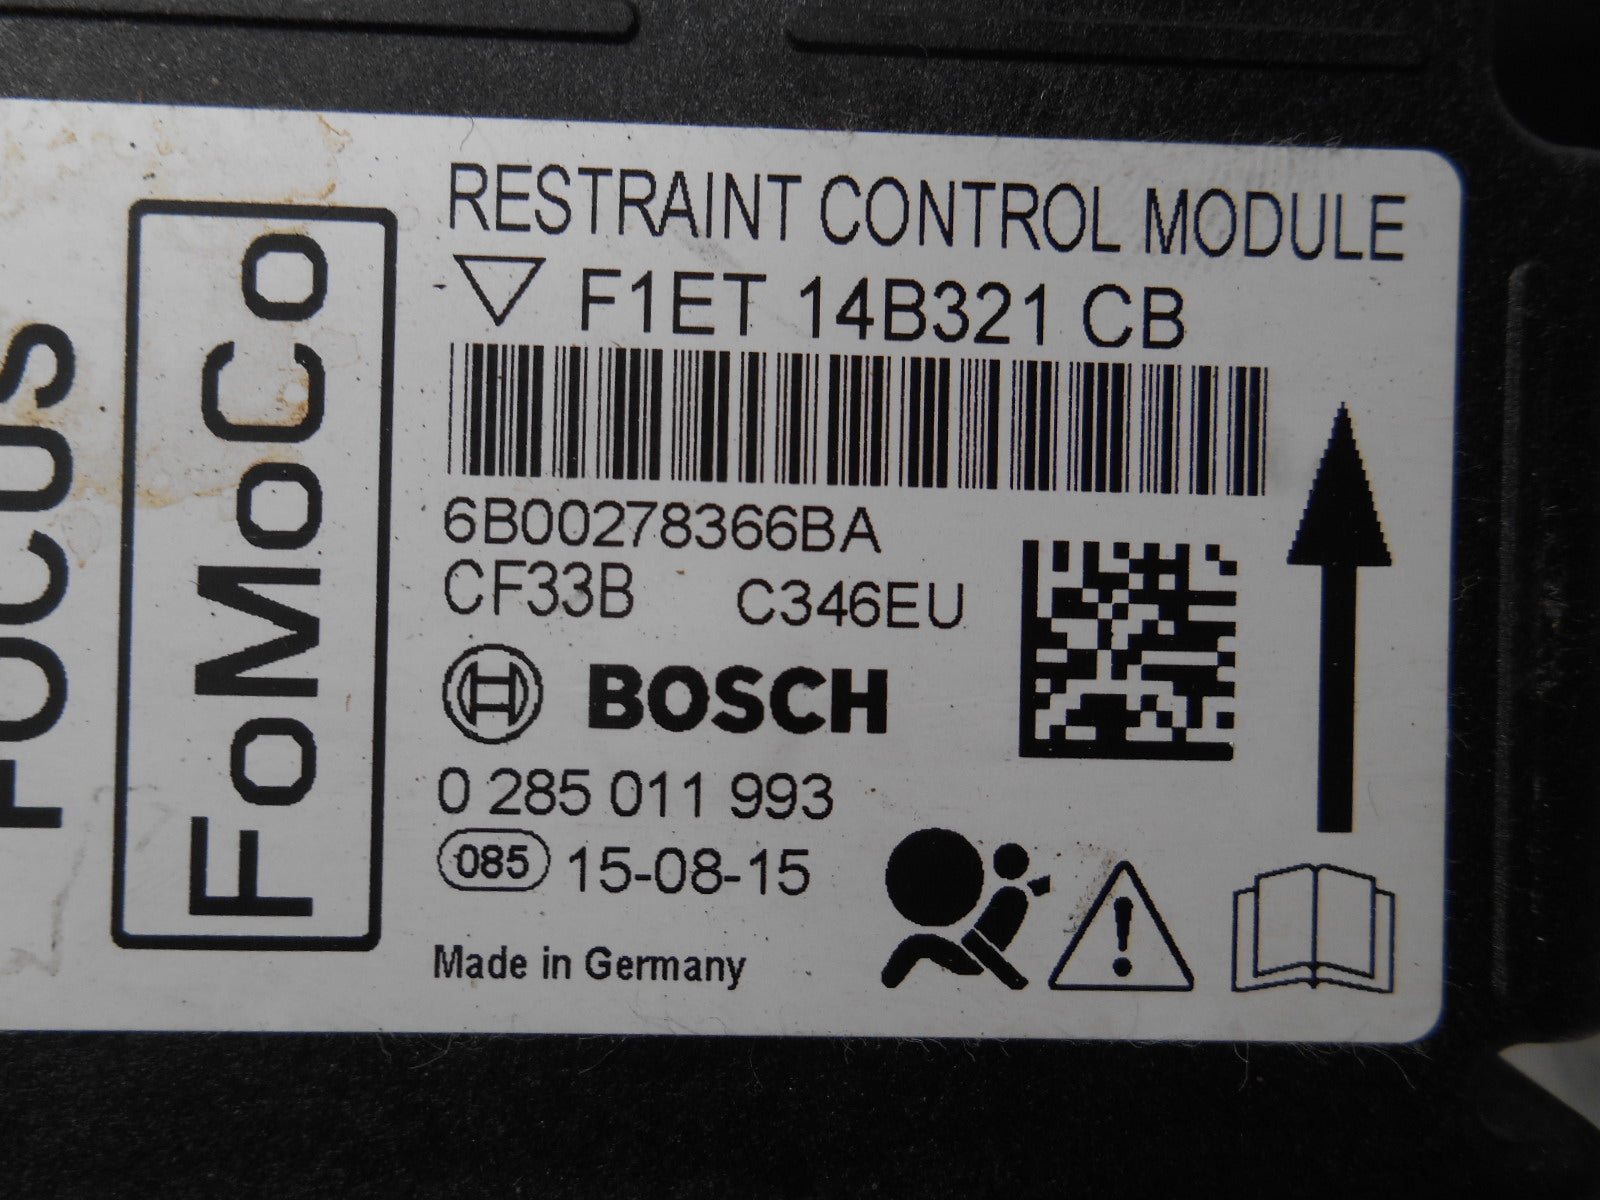 FOCUS
FoMoCo
RESTRAINT CONTROL MODULE
F1ET 14B321 CB
6B00278366BA
CF33B C346EU
BOSCH
0 285 011 993
085 15-08-15
Made in Germany